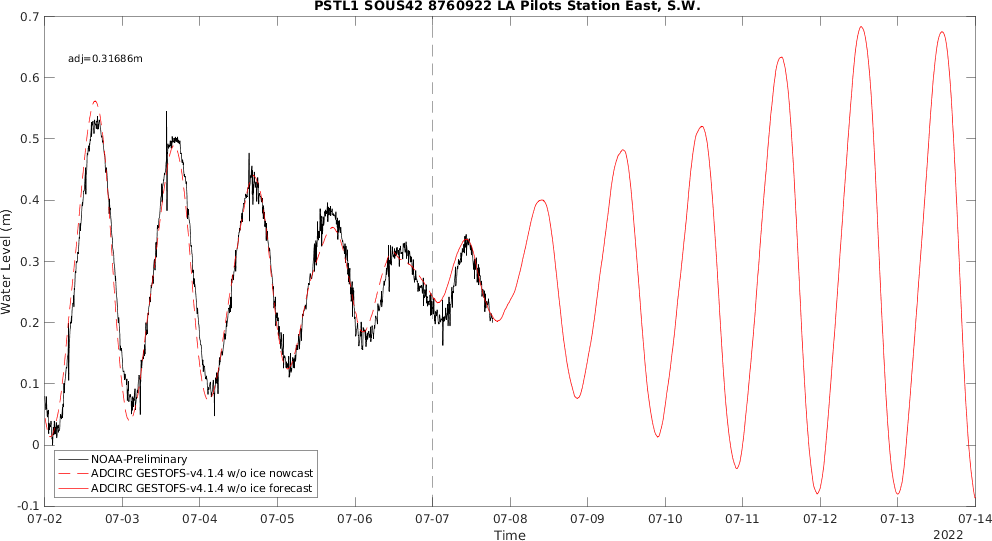 PSTL1 SOUS42 8760922 LA Pilots Station East, S.W.
adj=0.31686m
0.7
0.6
0.5
0.4
0.3
0.2
0.1
0
-0.1
Water Level (m)
NOAA-Preliminary
ADCIRC GESTOFS-v4.1.4 w/o ice nowcast
ADCIRC GESTOFS-v4.1.4 w/o ice forecast
07-02 07-03 07-04 07-05 07-06 07-07 07-08 07-09 07-10 07-11 07-12 07-13 07-14
Time
2022